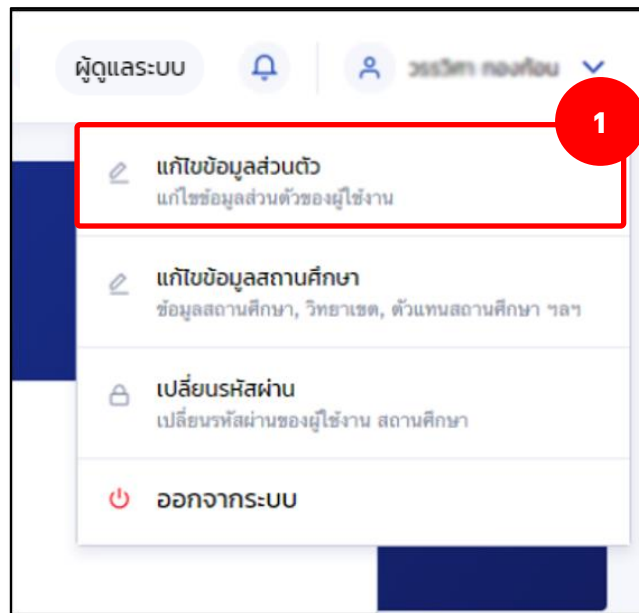 ผู้ดูแลระบบ
1
แก้ไขข้อมูลส่วนตัว
แก้ไขข้อมูลส่วนตัวของผู้ใช้งาน
แก้ไขข้อมูลสถานศึกษา
ข้อมูลสถานศึกษา, วิทยาเขต, ตัวแทนสถานศึกษา ฯลฯ
เปลี่ยนรหัสผ่าน
เปลี่ยนรหัสผ่านของผู้ใช้งาน สถานศึกษา
ออกจากระบบ